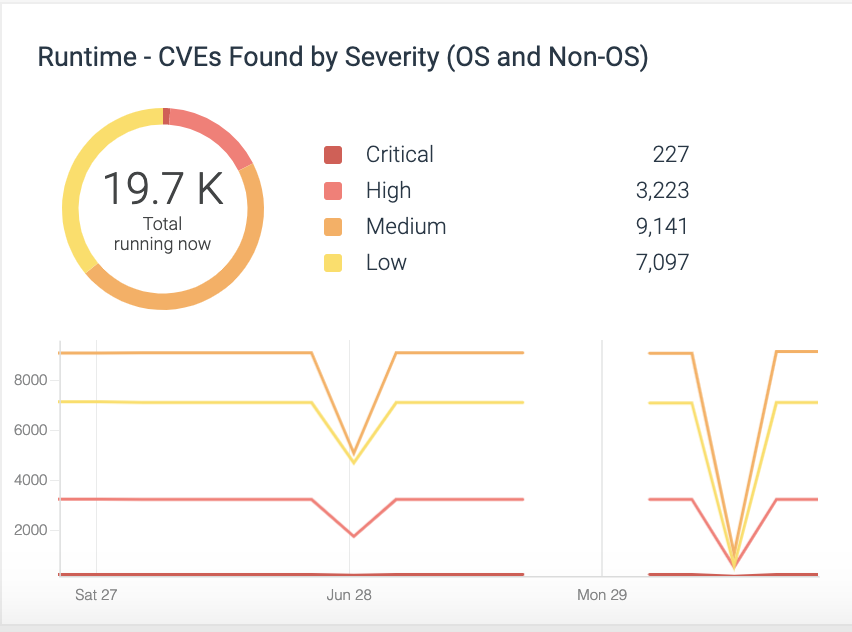 Runtime - CVEs Found by Severity (OS and Non-OS)
19.7 K
Total
running now
Critical 227
High 3,223
Medium 9,141
Low 7,097
8000
6000
4000
2000
Sat 27 Jun 28 Mon 29